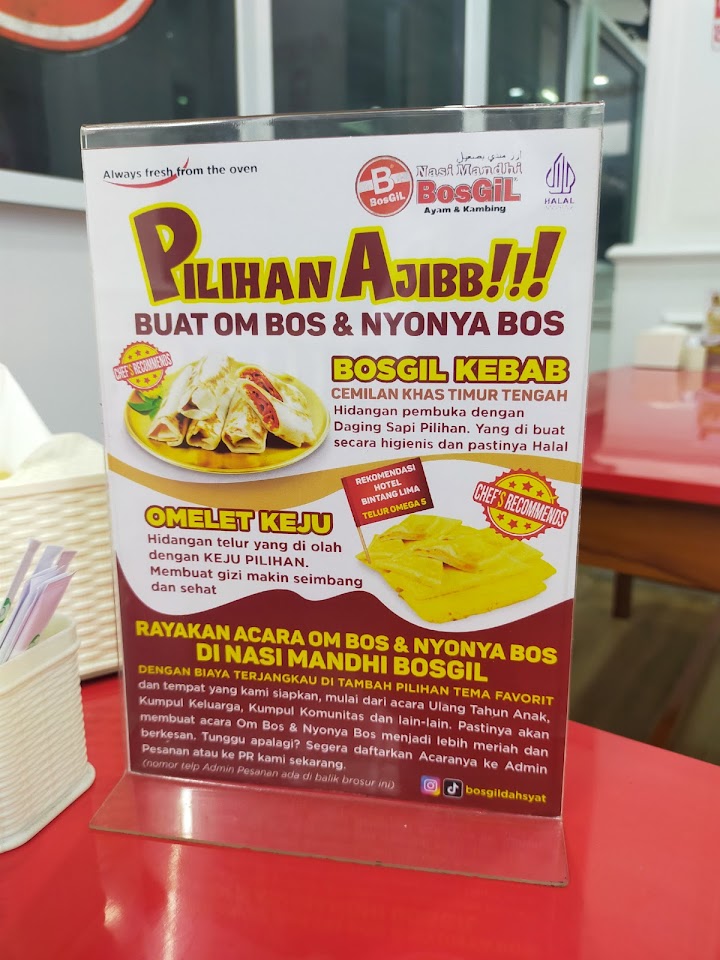 Always fresh from the oven
B
BosGiL
أرز مندي بصنعيل
Nasi Mandhi
BosGiL
Ayam & Kambing
HALAL
PILIHAN AJIBB!!!
BUAT OM BOS & NYONYA BOS
CHEF'S RECOMMENDS
BOSGIL KEBAB
CEMILAN KHAS TIMUR TENGAH
Hidangan pembuka dengan
Daging Sapi Pilihan. Yang di buat
secara higienis dan pastinya Halal
REKOMENDASI
HOTEL
BINTANG LIMA
TELUR OMEGA 5
CHEF'S RECOMMENDS
OMELET KEJU
Hidangan telur yang di olah
dengan KEJU PILIHAN.
Membuat gizi makin seimbang
dan sehat
RAYAKAN ACARA OM BOS & NYONYA BOS
DI NASI MANDHI BOSGIL
DENGAN BIAYA TERJANGKAU DI TAMBAH PILIHAN TEMA FAVORIT
dan tempat yang kami siapkan, mulai dari acara Ulang Tahun Anak,
Kumpul Keluarga, Kumpul Komunitas dan lain-lain. Pastinya akan
membuat acara Om Bos & Nyonya Bos menjadi lebih meriah dan
berkesan. Tunggu apalagi? Segera daftarkan Acaranya ke Admin
Pesanan atau ke PR kami sekarang.
(nomor telp Admin Pesanan ada di balik brosur ini)
bosgildahsyat